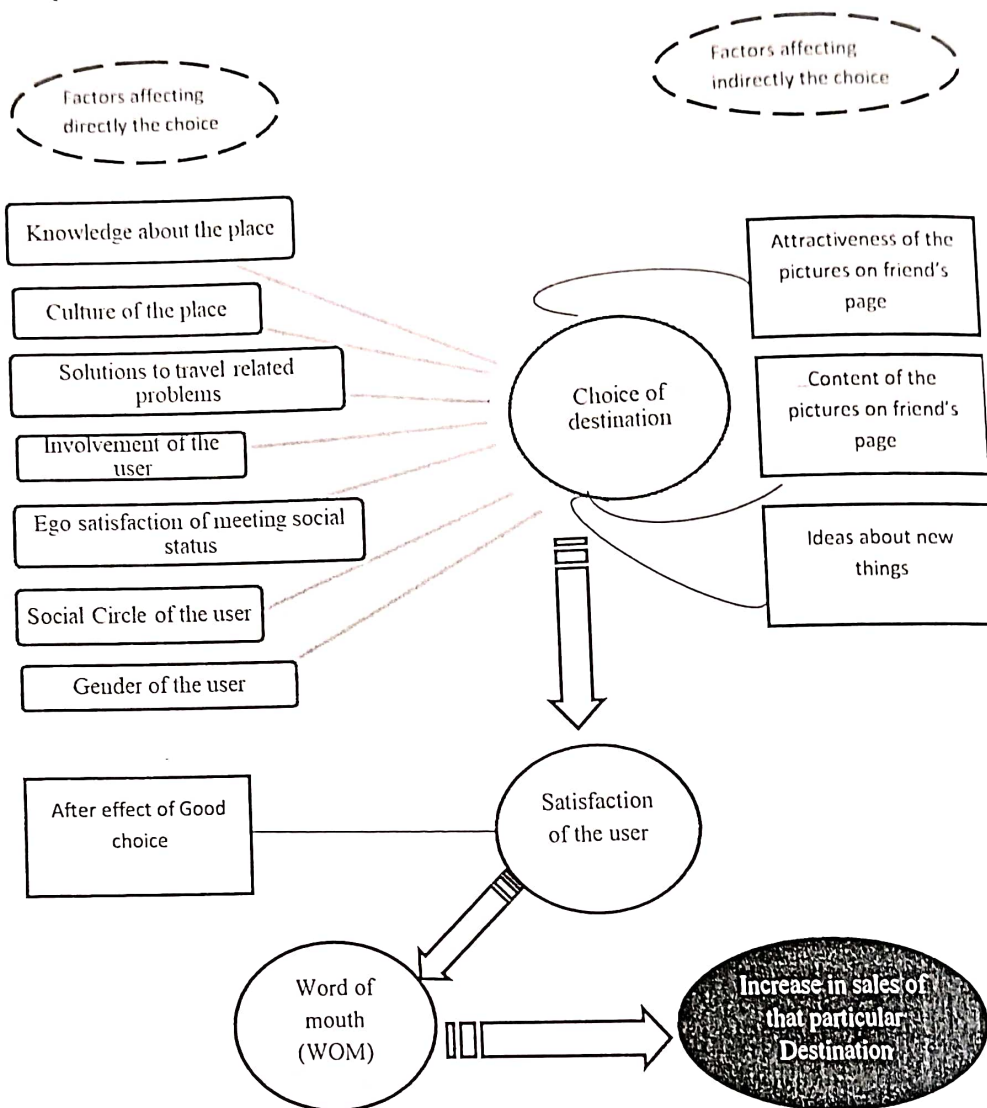 Factors affecting
directly the choice
Factors affecting
indirectly the choice
Knowledge about the place
Culture of the place
Solutions to travel related
problems
Involvement of the
user
Ego satisfaction of meeting social
status
Social Circle of the user
Gender of the user
Choice of
destination
Attractiveness of the
pictures on friend's
page
Content of the
pictures on friend's
page
Ideas about new
things
After effect of Good
choice
Satisfaction
of the user
Word of
mouth
(WOM)
Increase in sales of
that particular
Destination